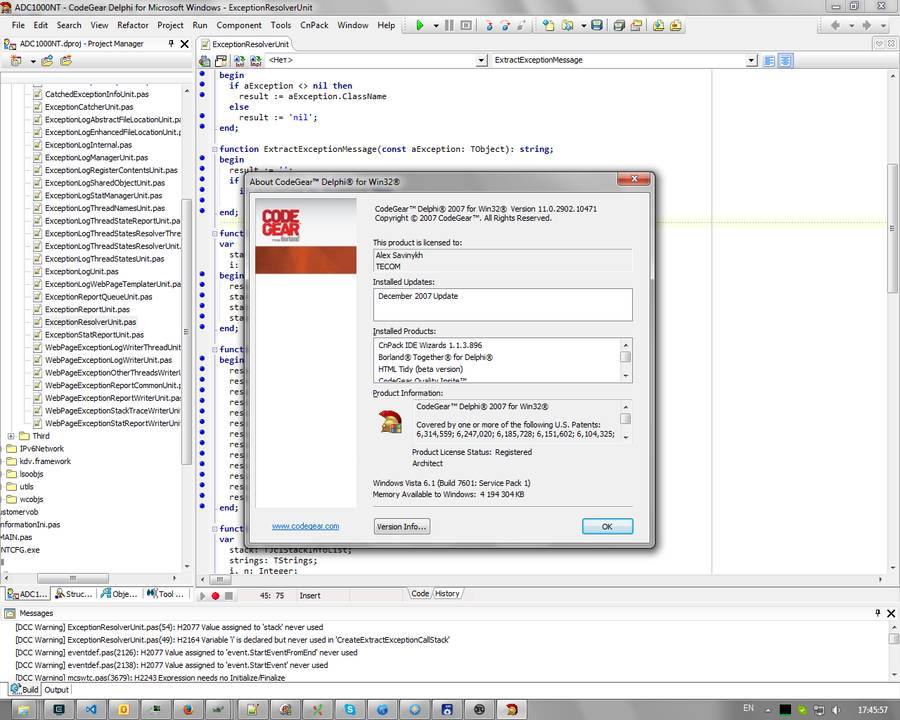 ADC1000NT - CodeGear Delphi for Microsoft Windows - ExceptionResolverUnit
File Edit Search View Refactor Project Run Component Tools CnPack Window Help
ADC1000NT.dproj - Project Manager
ExceptionResolverUnit
<Нет>
ExtractExceptionMessage
CatchedExceptionInfoUnit.pas
ExceptionCatcherUnit.pas
ExceptionLogAbstractFileLocationUnit.pa
ExceptionLogEnhancedFileLocationUnit.p
ExceptionLogInternal.pas
ExceptionLogManagerUnit.pas
ExceptionLogRegisterContentsUnit.pas
ExceptionLogSharedObjectUnit.pas
ExceptionLogStatManagerUnit.pas
ExceptionLogThreadNamesUnit.pas
ExceptionLogThreadStateReportUnit.pas
ExceptionLogThreadStatesResolverThre
ExceptionLogThreadStatesResolverUnit.
ExceptionLogThreadStatesUnit.pas
ExceptionLogUnit.pas
ExceptionLogWebPageTemplaterUnit.pas
ExceptionReportQueueUnit.pas
ExceptionReportUnit.pas
ExceptionResolverUnit.pas
ExceptionStatReportUnit.pas
WebPageExceptionLogWriterThreadUnit
WebPageExceptionLogWriterUnit.pas
WebPageExceptionOtherThreadsWriterU
WebPageExceptionReportCommonUnit.p
WebPageExceptionReportWriterUnit.pas
WebPageExceptionStackTraceWriterUnit
WebPageExceptionStatReportWriterUnit
Third
IPv6Network
kdv.framework
lsoobjs
utils
wcobjs
ustomervob
nformationIni.pas
MAIN.pas
NTCFG.exe
begin
if aException <> nil then
result := aException.ClassName
else
result := 'nil';
end;
function ExtractExceptionMessage(const aException: TObject): string;
begin
result := '';
if
end;
funct
var
i:
begin
res
sta
sta
sta
end;
funct
begin
res
res
res
res
res
res
res
res
res
res
res
res
res
end;
funct
var
stack: TJclStackInfoList;
strings: TStrings;
i, n: Integer;
About CodeGear™ Delphi® for Win32®
CODE GEAR
from Borland
CodeGear™ Delphi® 2007 for Win32® Version 11.0.2902.10471
Copyright © 2007 CodeGear™. All Rights Reserved.
This product is licensed to:
Alex Savinykh
TECOM
Installed Updates:
December 2007 Update
Installed Products:
CnPack IDE Wizards 1.1.3.896
Borland® Together® for Delphi®
HTML Tidy (beta version)
CodeGear Quality Insite™
Product Information:
CodeGear™ Delphi® 2007 for Win32®
Covered by one or more of the following U.S. Patents:
6,314,559; 6,247,020; 6,185,728; 6,151,602; 6,104,325;
Product License Status: Registered
Architect
Windows Vista 6.1 (Build 7601: Service Pack 1)
Memory Available to Windows: 4 194 304 KB
www.codegear.com
Version Info...
OK
ADC1... Struc... Obje... Tool ...
45: 75 Insert
Code History
Messages
[DCC Warning] ExceptionResolverUnit.pas(54): H2077 Value assigned to 'stack' never used
[DCC Warning] ExceptionResolverUnit.pas(49): H2164 Variable 'i' is declared but never used in 'CreateExtractExceptionCallStack'
[DCC Warning] eventdef.pas(2126): H2077 Value assigned to 'event.StartEventFromEnd' never used
[DCC Warning] eventdef.pas(2138): H2077 Value assigned to 'event.StartEvent' never used
[DCC Warning] mcswtc.pas(3679): H2243 Expression needs no Initialize/Finalize
Build Output
EN
17:45:57